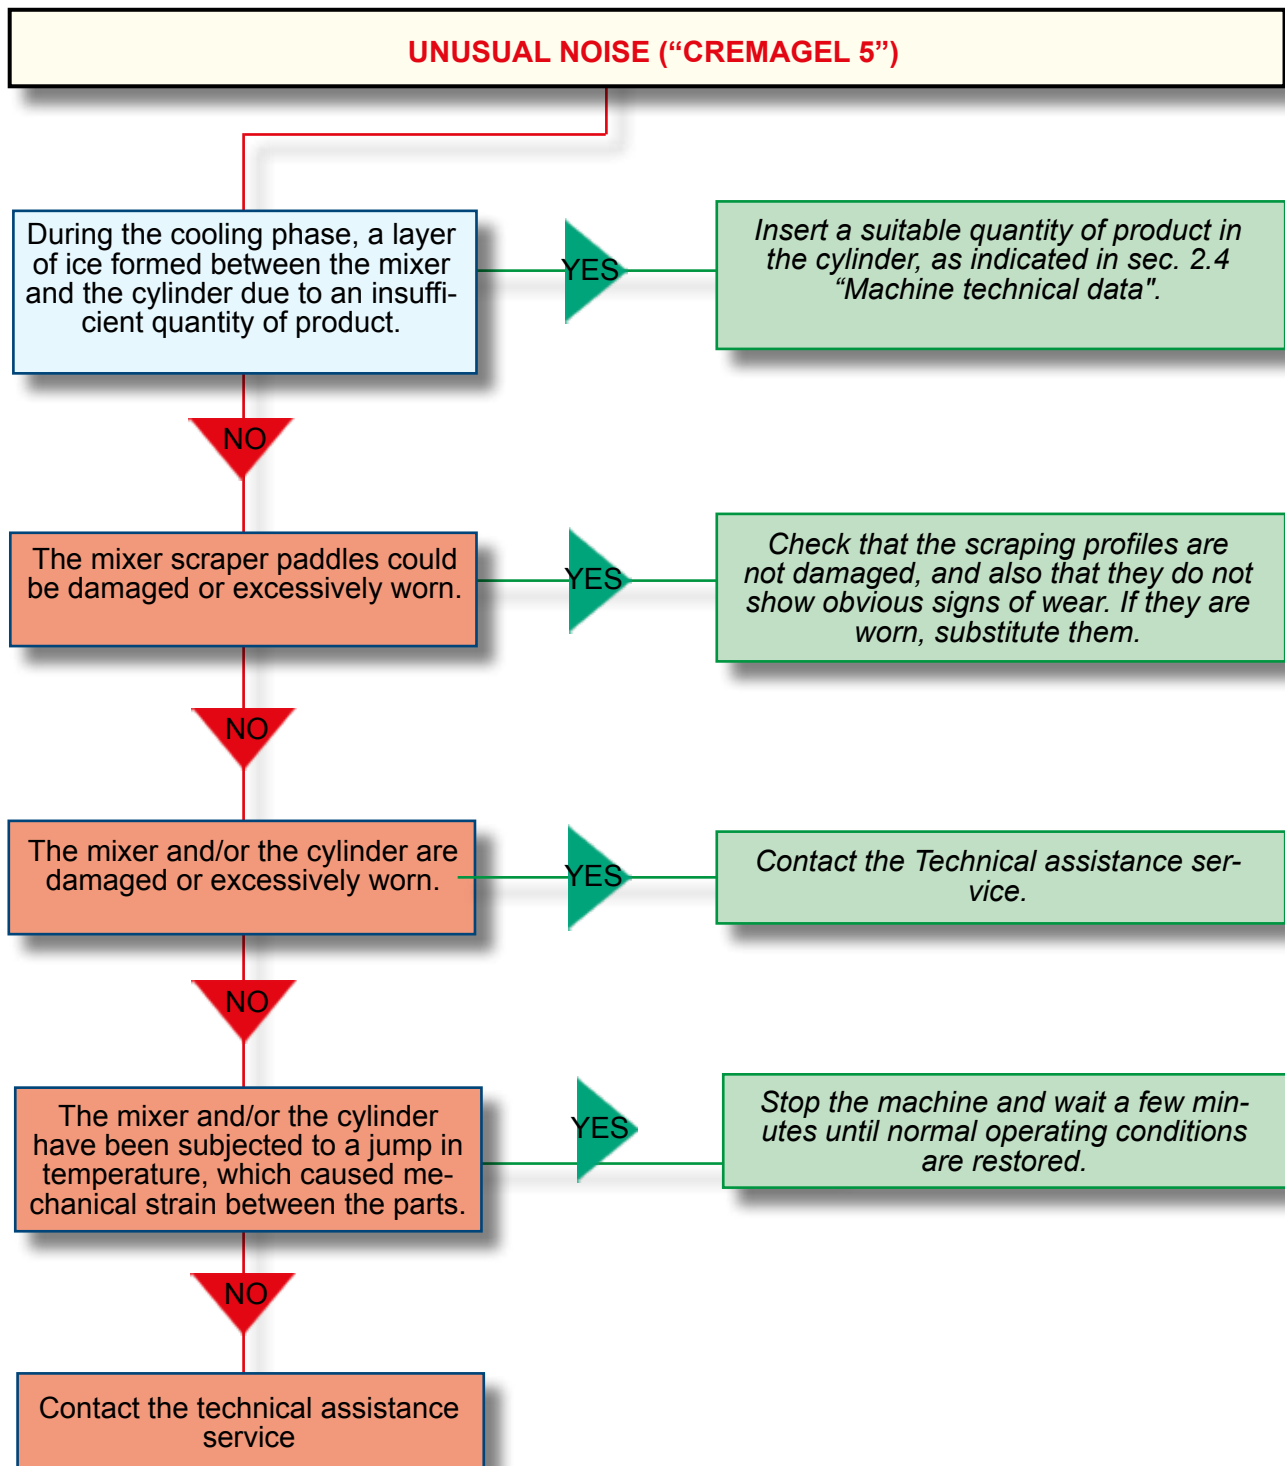 UNUSUAL NOISE (“CREMAGEL 5”)
During the cooling phase, a layer
of ice formed between the mixer
and the cylinder due to an insuffi-
cient quantity of product.
YES
Insert a suitable quantity of product in
the cylinder, as indicated in sec. 2.4
“Machine technical data".
NO
The mixer scraper paddles could
be damaged or excessively worn.
YES
Check that the scraping profiles are
not damaged, and also that they do not
show obvious signs of wear. If they are
worn, substitute them.
NO
The mixer and/or the cylinder are
damaged or excessively worn.
YES
Contact the Technical assistance ser-
vice.
NO
The mixer and/or the cylinder
have been subjected to a jump in
temperature, which caused me-
chanical strain between the parts.
YES
Stop the machine and wait a few min-
utes until normal operating conditions
are restored.
NO
Contact the technical assistance
service